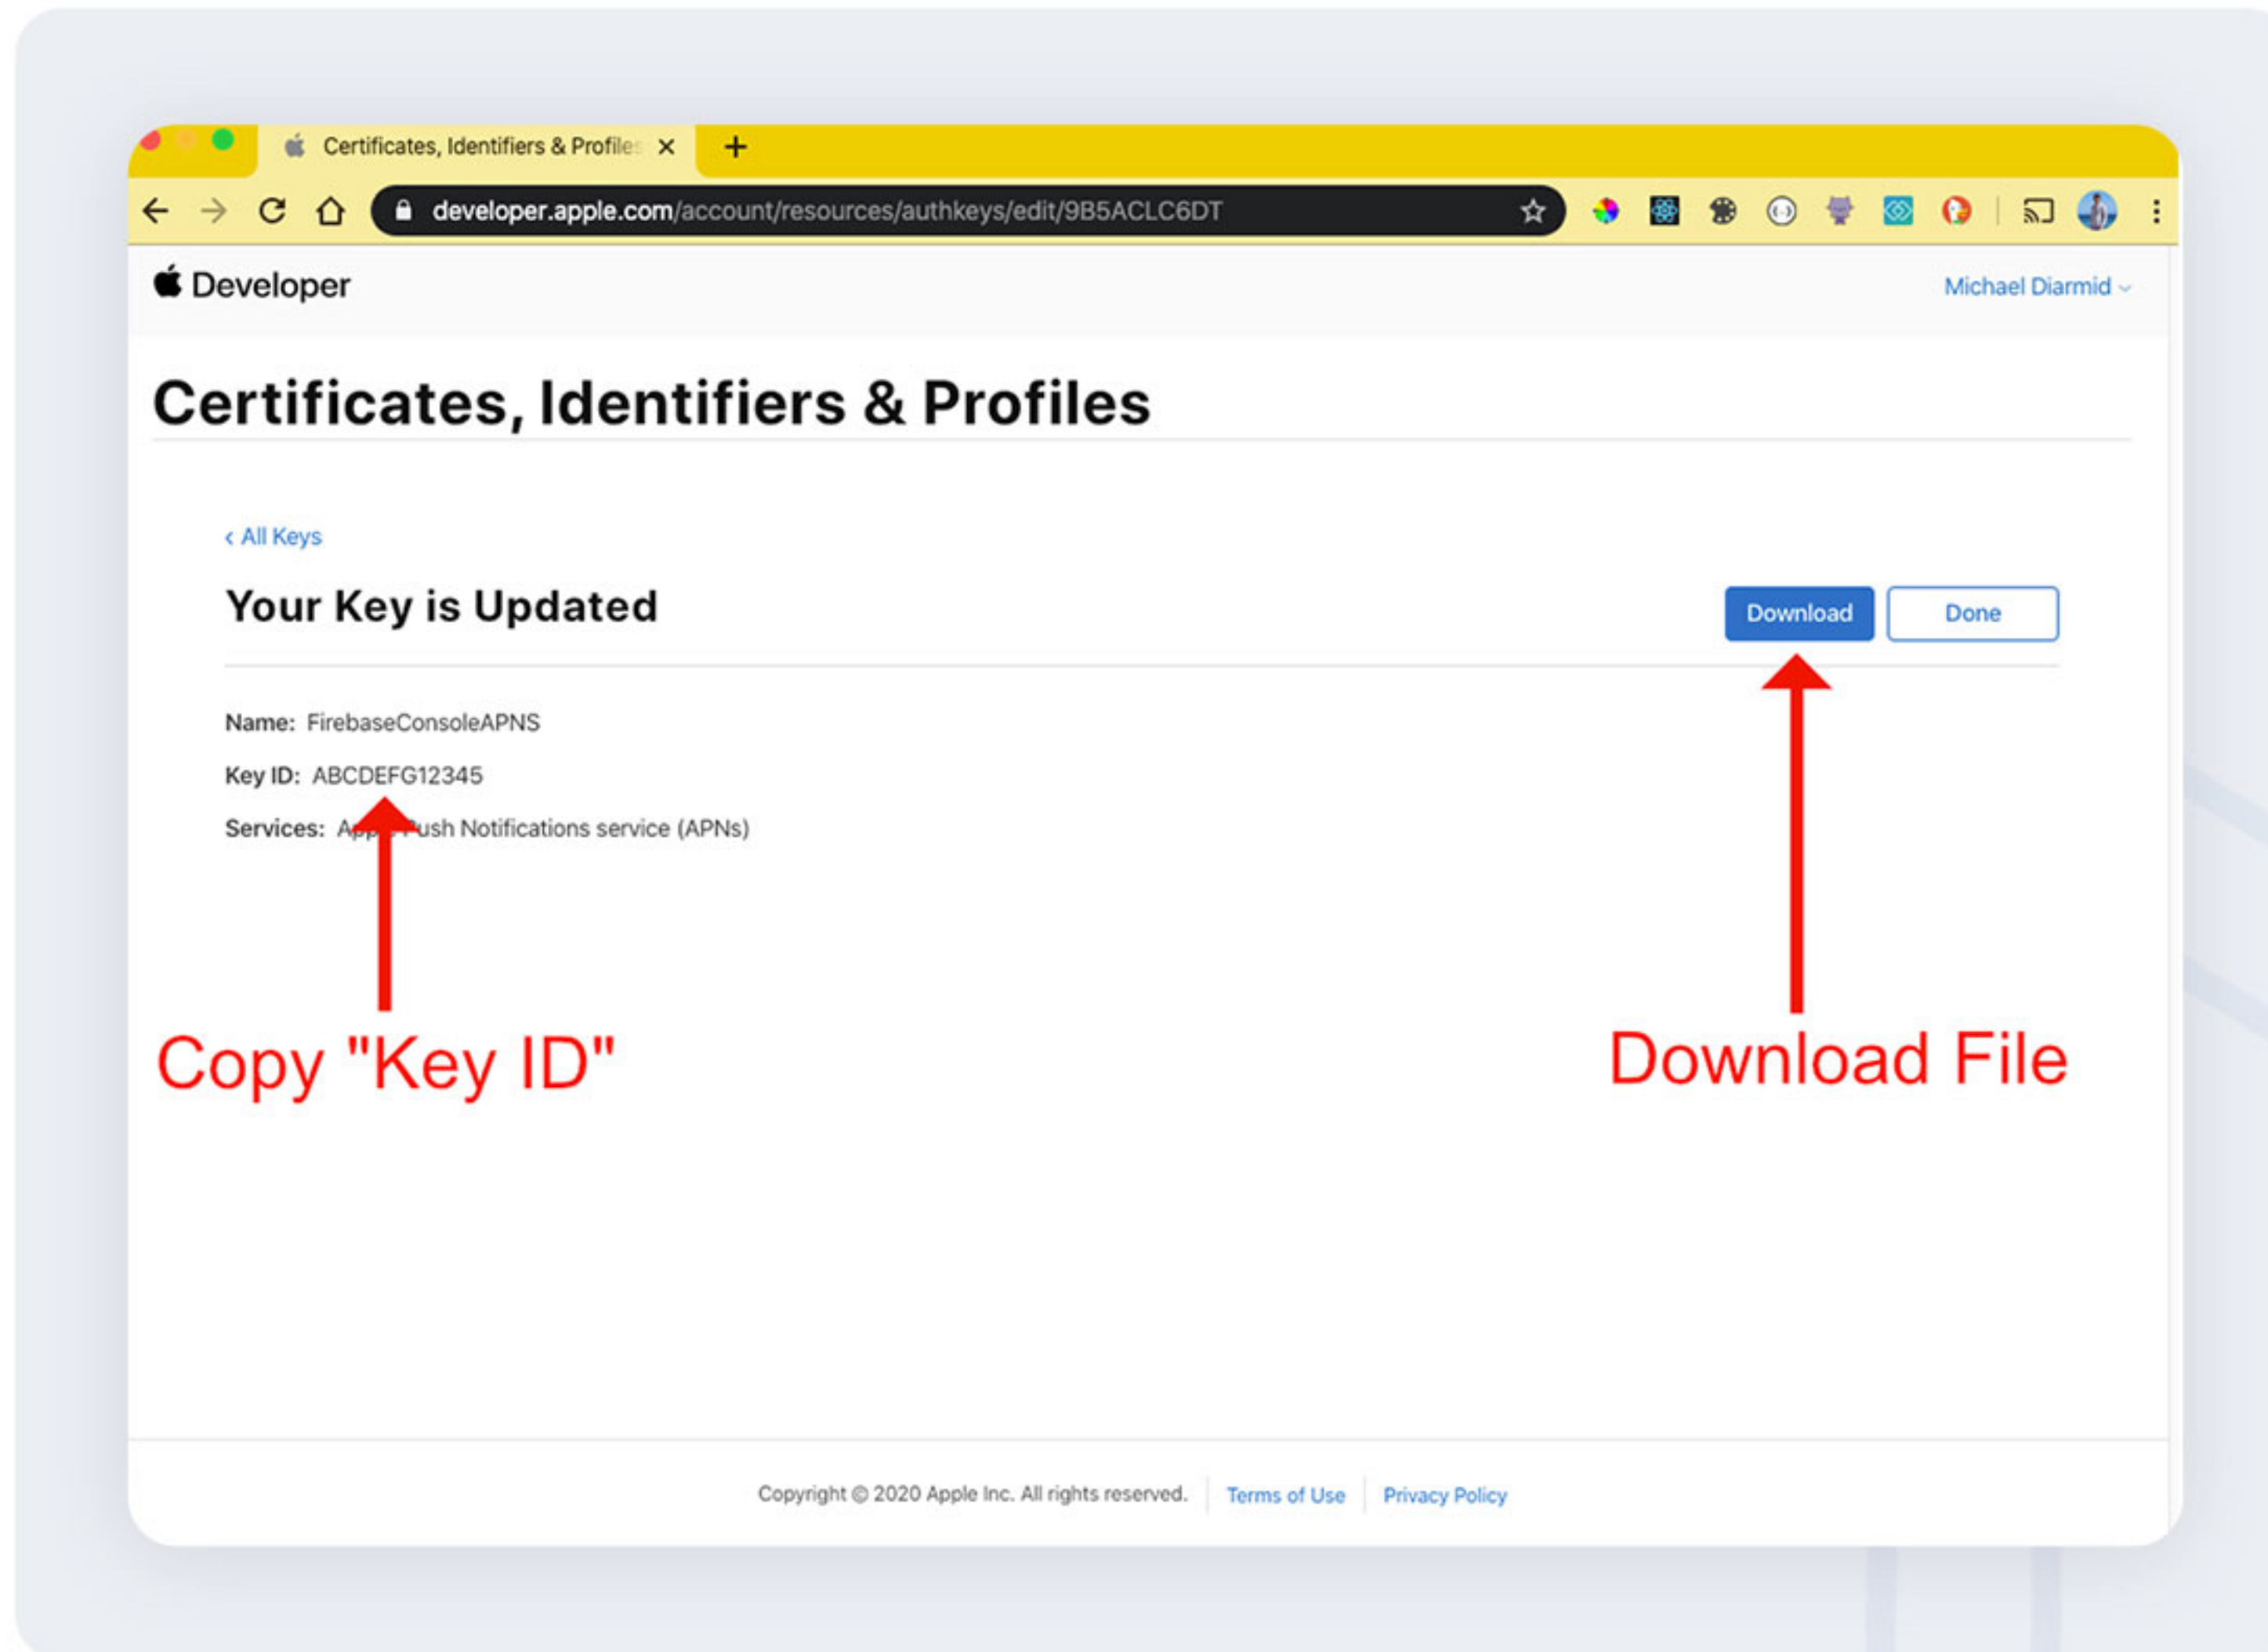 Certificates, Identifiers & Profiles
developer.apple.com/account/resources/authkeys/edit/9B5ACLC6DT
Developer
Michael Diarmid
Certificates, Identifiers & Profiles
< All Keys
Your Key is Updated
Download
Done
Name: FirebaseConsoleAPNS
Key ID: ABCDEFG12345
Services: Push Notifications service (APNs)
Copy "Key ID"
Download File
Copyright © 2020 Apple Inc. All rights reserved.
Terms of Use
Privacy Policy